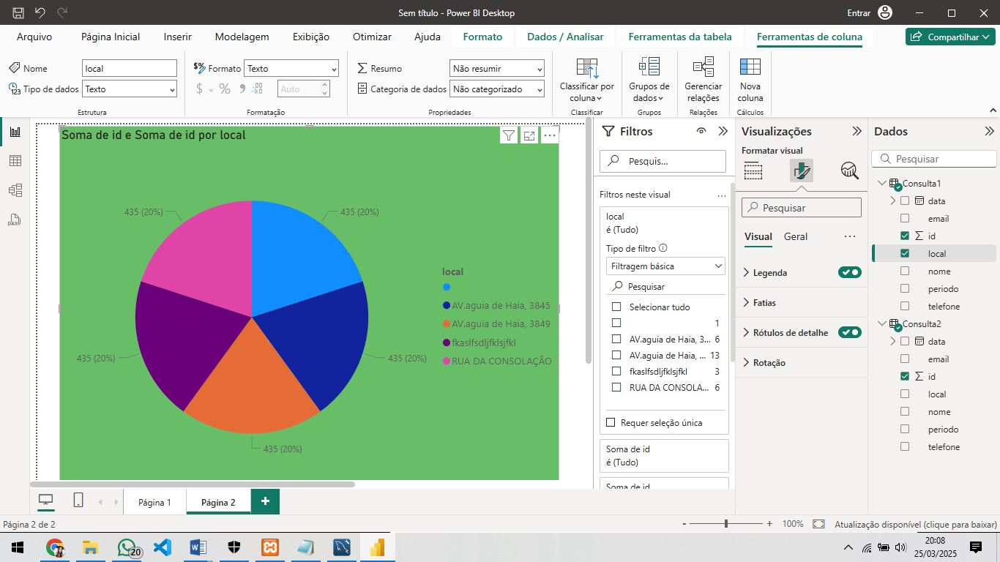 Sem título - Power BI Desktop
Entrar
Arquivo
Página Inicial
Inserir
Modelagem
Exibição
Otimizar
Ajuda
Formato
Dados / Analisar
Ferramentas da tabela
Ferramentas de coluna
Compartilhar
Nome
local
Tipo de dados
Texto
Estrutura
Formato
Texto
$
%
Auto
Formatação
Resumo
Não resumir
Categoria de dados
Não categorizado
Propriedades
Classificar por
coluna
Classificar
Grupos de
dados
Grupos
Gerenciar
relações
Relações
Nova
coluna
Cálculos
DAX
Soma de id e Soma de id por local
435 (20%)
435 (20%)
435 (20%)
435 (20%)
435 (20%)
local
AV.aguia de Haia, 3845
AV.aguia de Haia, 3849
fkaslfsdljfklsjfkl
RUA DA CONSOLAÇÃO
Filtros
Pesquis...
Filtros neste visual
...
local
é (Tudo)
Tipo de filtro
Filtragem básica
Pesquisar
Selecionar tudo
1
AV.aguia de Haia, 3... 6
AV.aguia de Haia, ... 13
fkaslfsdljfklsjfkl 3
RUA DA CONSOLA... 6
Requer seleção única
Soma de id
é (Tudo)
Soma de id
Visualizações
Formatar visual
Pesquisar
Visual
Geral
...
Legenda
Fatias
Rótulos de detalhe
Rotação
Dados
Pesquisar
Consulta1
data
email
id
local
nome
periodo
telefone
Consulta2
data
email
id
local
nome
periodo
telefone
Página 1
Página 2
+
Página 2 de 2
- + 100%
Atualização disponível (clique para baixar)
20
20:08
25/03/2025